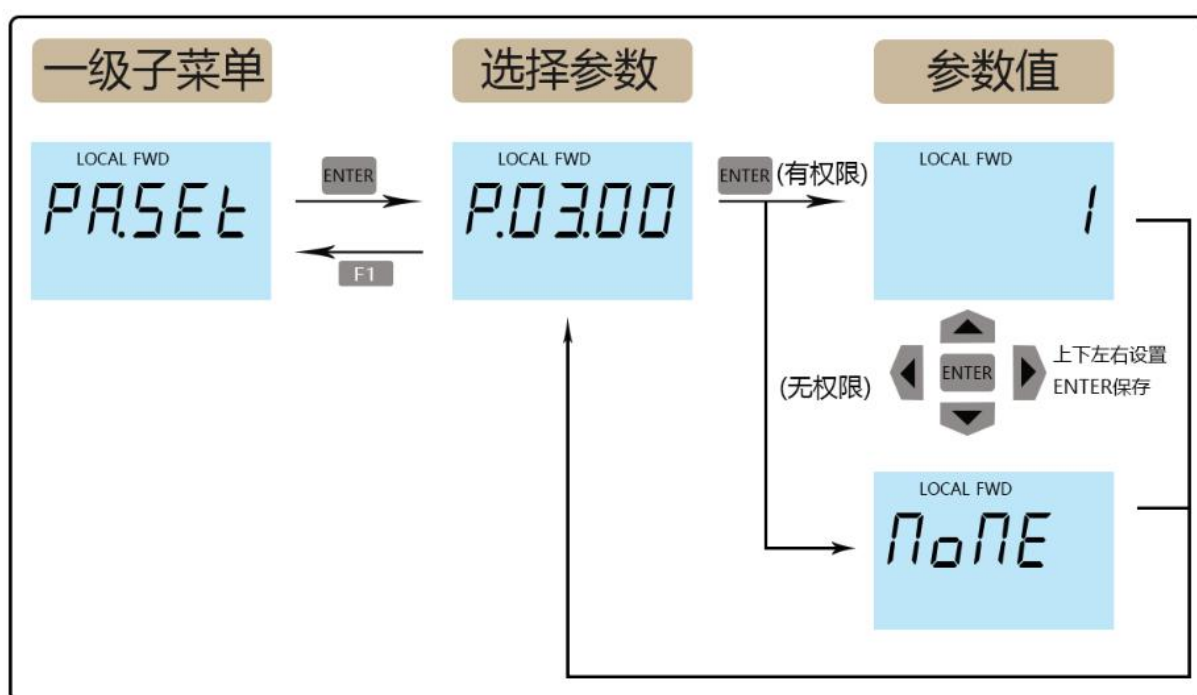 一级子菜单
选择参数
参数值
LOCAL FWD
PA.SEt
ENTER
F1
LOCAL FWD
P.03.00
ENTER (有权限)
(无权限)
LOCAL FWD
1
ENTER
上下左右设置
ENTER保存
LOCAL FWD
NoNE